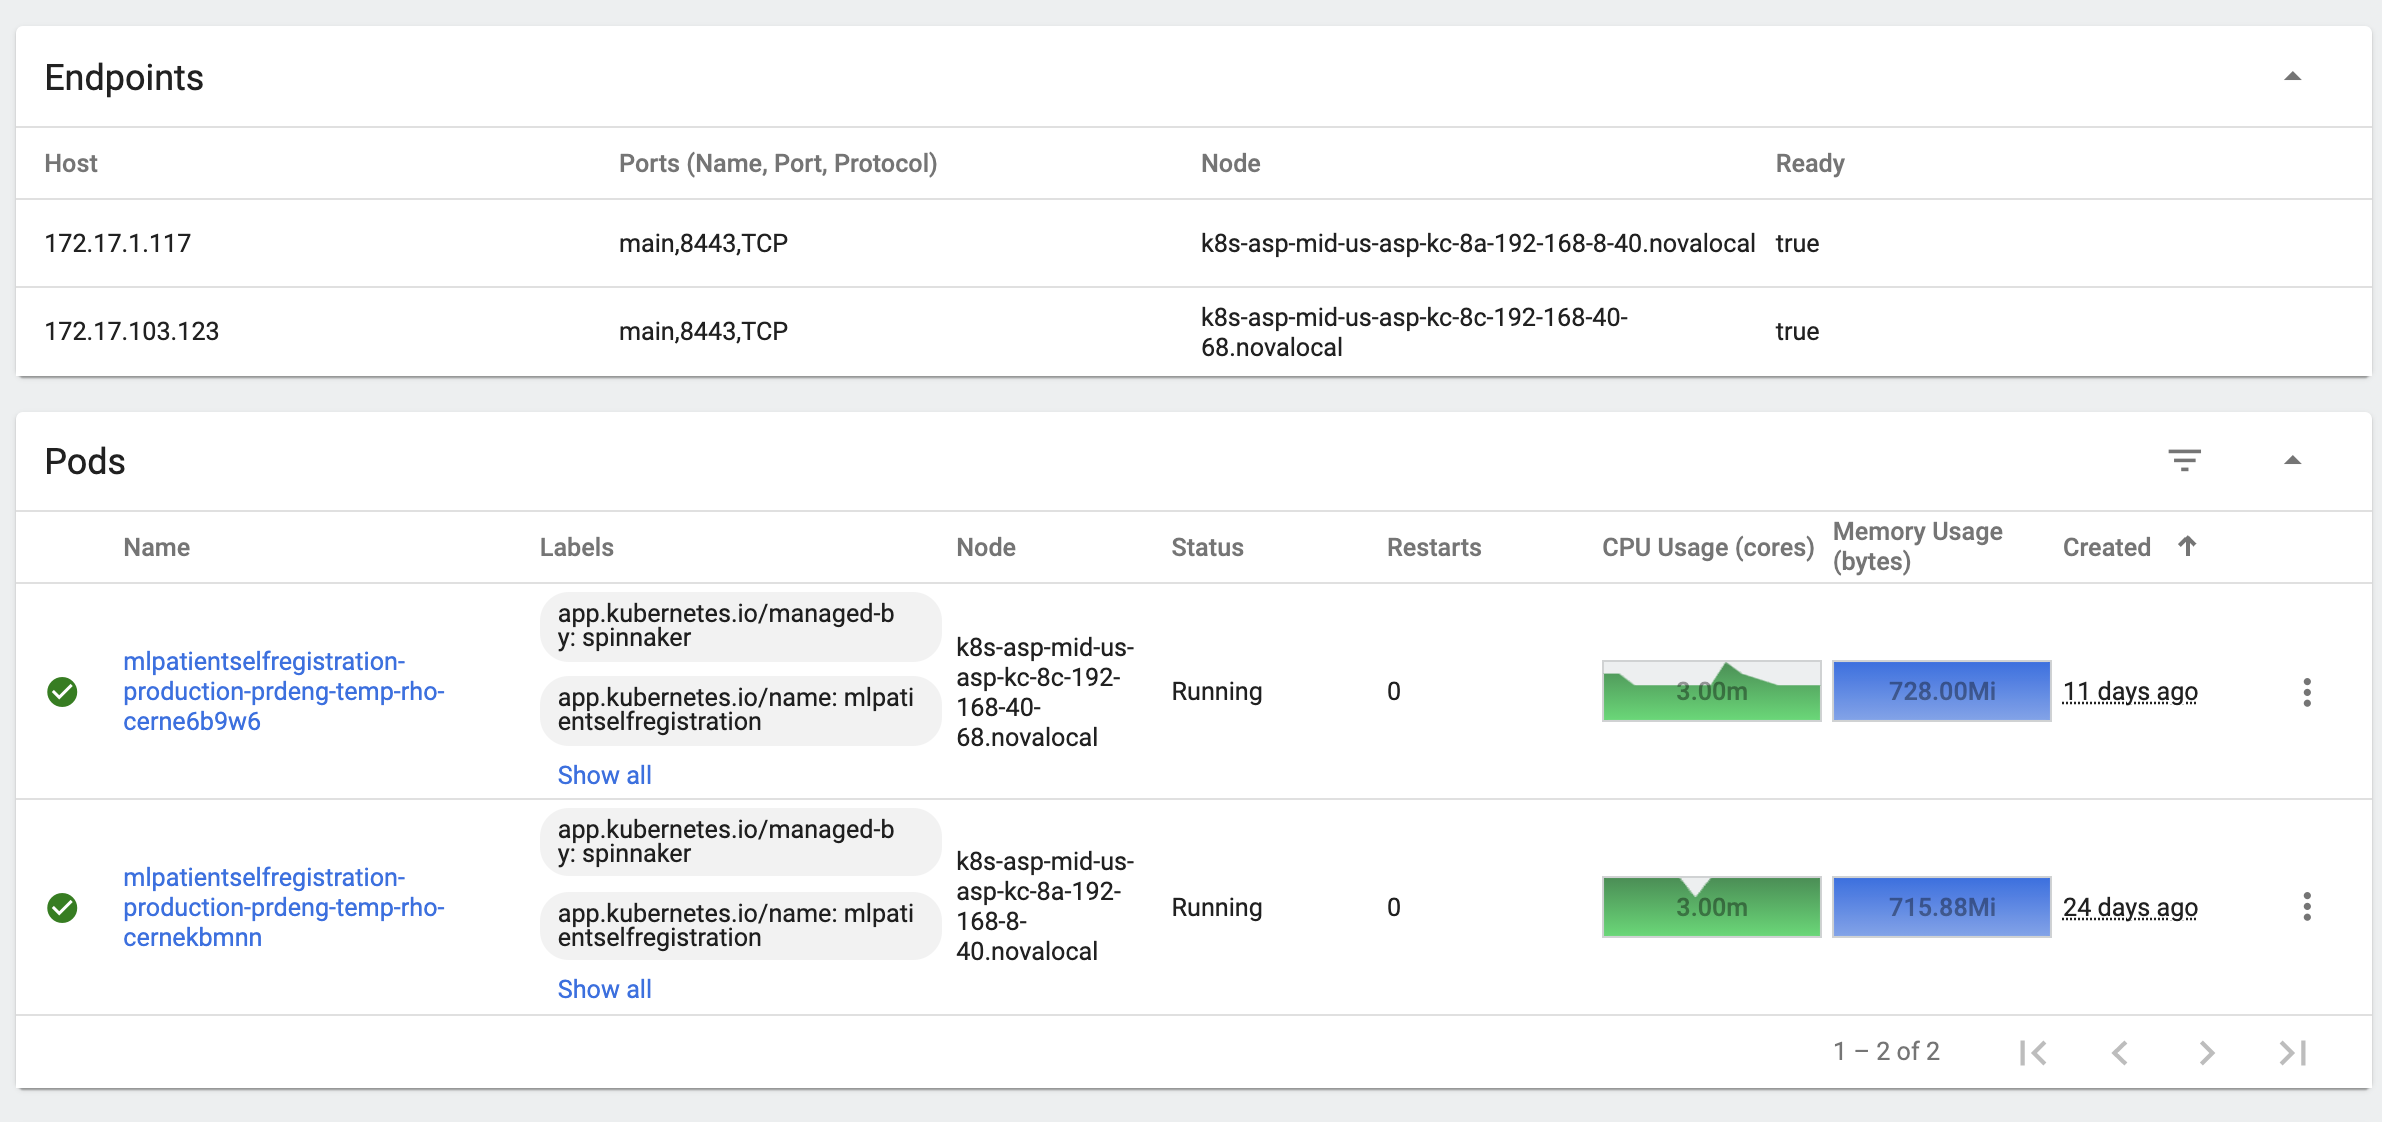 Endpoints
Host Ports (Name, Port, Protocol) Node Ready
172.17.1.117 main,8443,TCP k8s-asp-mid-us-asp-kc-8a-192-168-8-40.novalocal true
172.17.103.123 main,8443,TCP k8s-asp-mid-us-asp-kc-8c-192-168-40-
68.novalocal true
Pods
Name Labels Node Status Restarts CPU Usage (cores) Memory Usage
(bytes) Created
mlpatientselfregistration-
production-prdeng-temp-rho-
cerne6b9w6
app.kubernetes.io/managed-b
y: spinnaker
app.kubernetes.io/name: mlpati
entselfregistration
Show all
k8s-asp-mid-us-
asp-kc-8c-192-
168-40-
68.novalocal
Running 0 3.00m 728.00Mi 11 days ago
mlpatientselfregistration-
production-prdeng-temp-rho-
cernekbmnn
app.kubernetes.io/managed-b
y: spinnaker
app.kubernetes.io/name: mlpati
entselfregistration
Show all
k8s-asp-mid-us-
asp-kc-8a-192-
168-8-
40.novalocal
Running 0 3.00m 715.88Mi 24 days ago
1 – 2 of 2